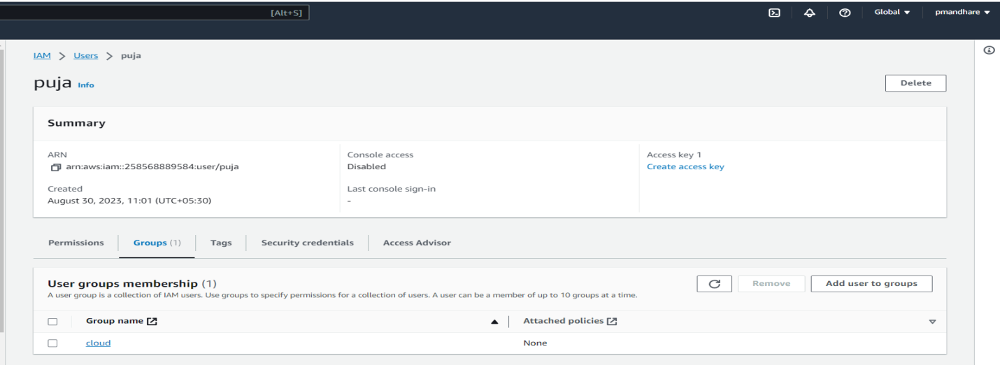 [Alt+S] Global pmandhare
IAM > Users > puja
puja Info Delete
Summary
ARN Console access Access key 1
arn:aws:iam::258568889584:user/puja Disabled Create access key
Created Last console sign-in
August 30, 2023, 11:01 (UTC+05:30) -
Permissions Groups (1) Tags Security credentials Access Advisor
User groups membership (1) Remove Add user to groups
A user group is a collection of IAM users. Use groups to specify permissions for a collection of users. A user can be a member of up to 10 groups at a time.
Group name Attached policies
cloud None